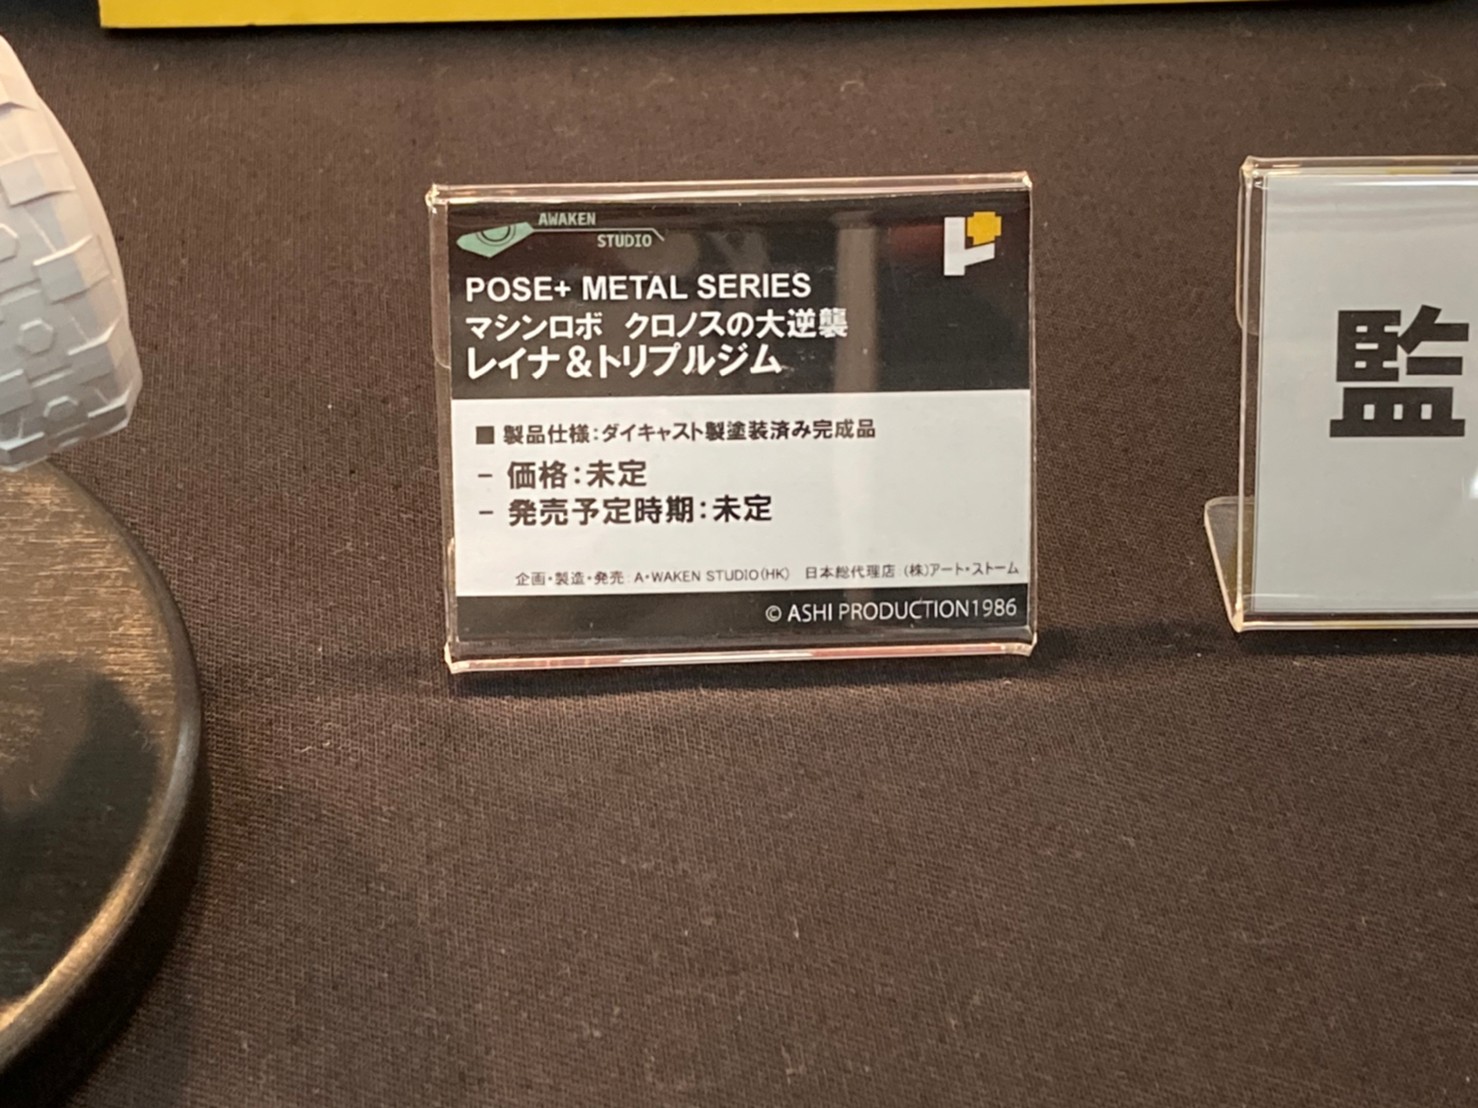 AWAKEN
STUDIO
POSE+ METAL SERIES
マシンロボ クロノスの大逆襲
レイナ＆トリプルジム
■ 製品仕様：ダイキャスト製塗装済み完成品
- 価格：未定
- 発売予定時期：未定
企画・製造・発売：A・WAKEN STUDIO(HK) 日本総代理店：(株)アート・ストーム
© ASHI PRODUCTION1986
監